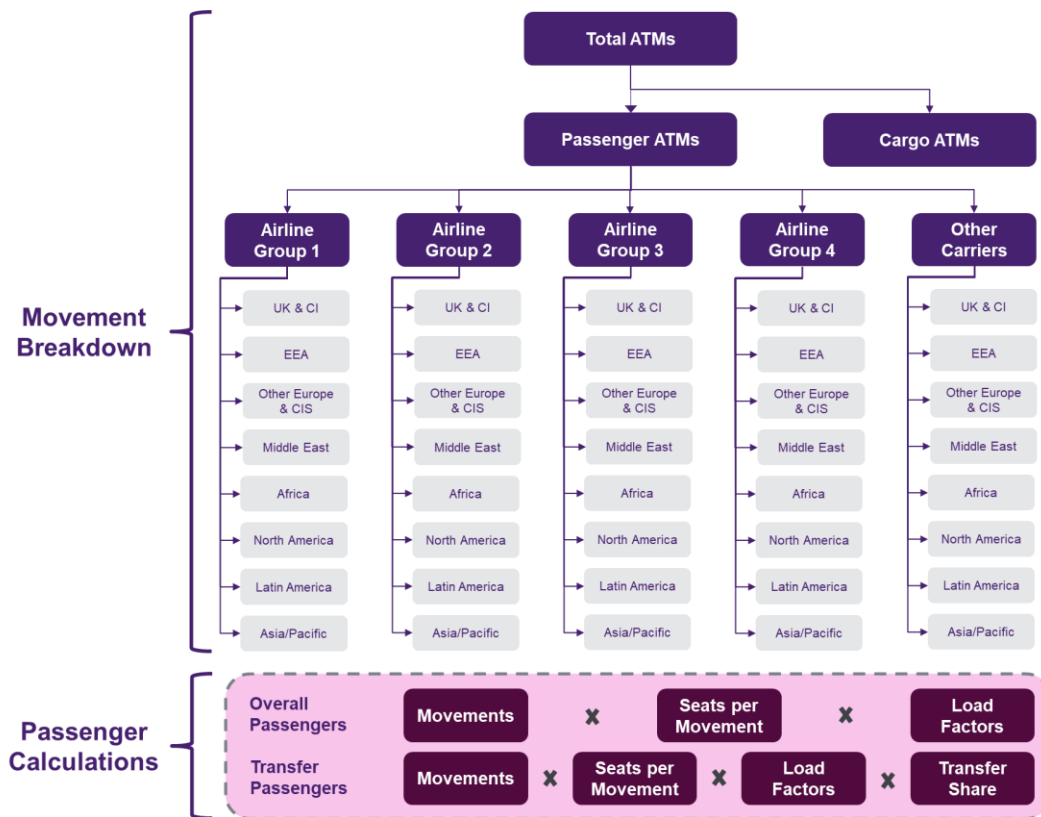 Total ATMs
Passenger ATMs
Cargo ATMs
Airline
Group 1
Airline
Group 2
Airline
Group 3
Airline
Group 4
Other
Carriers
Movement
Breakdown
UK & CI
EEA
Other Europe
& CIS
Middle East
Africa
North America
Latin America
Asia/Pacific
UK & CI
EEA
Other Europe
& CIS
Middle East
Africa
North America
Latin America
Asia/Pacific
UK & CI
EEA
Other Europe
& CIS
Middle East
Africa
North America
Latin America
Asia/Pacific
UK & CI
EEA
Other Europe
& CIS
Middle East
Africa
North America
Latin America
Asia/Pacific
UK & CI
EEA
Other Europe
& CIS
Middle East
Africa
North America
Latin America
Asia/Pacific
Passenger
Calculations
Overall
Passengers
Movements
×
Seats per
Movement
×
Load
Factors
Transfer
Passengers
Movements
×
Seats per
Movement
×
Load
Factors
×
Transfer
Share